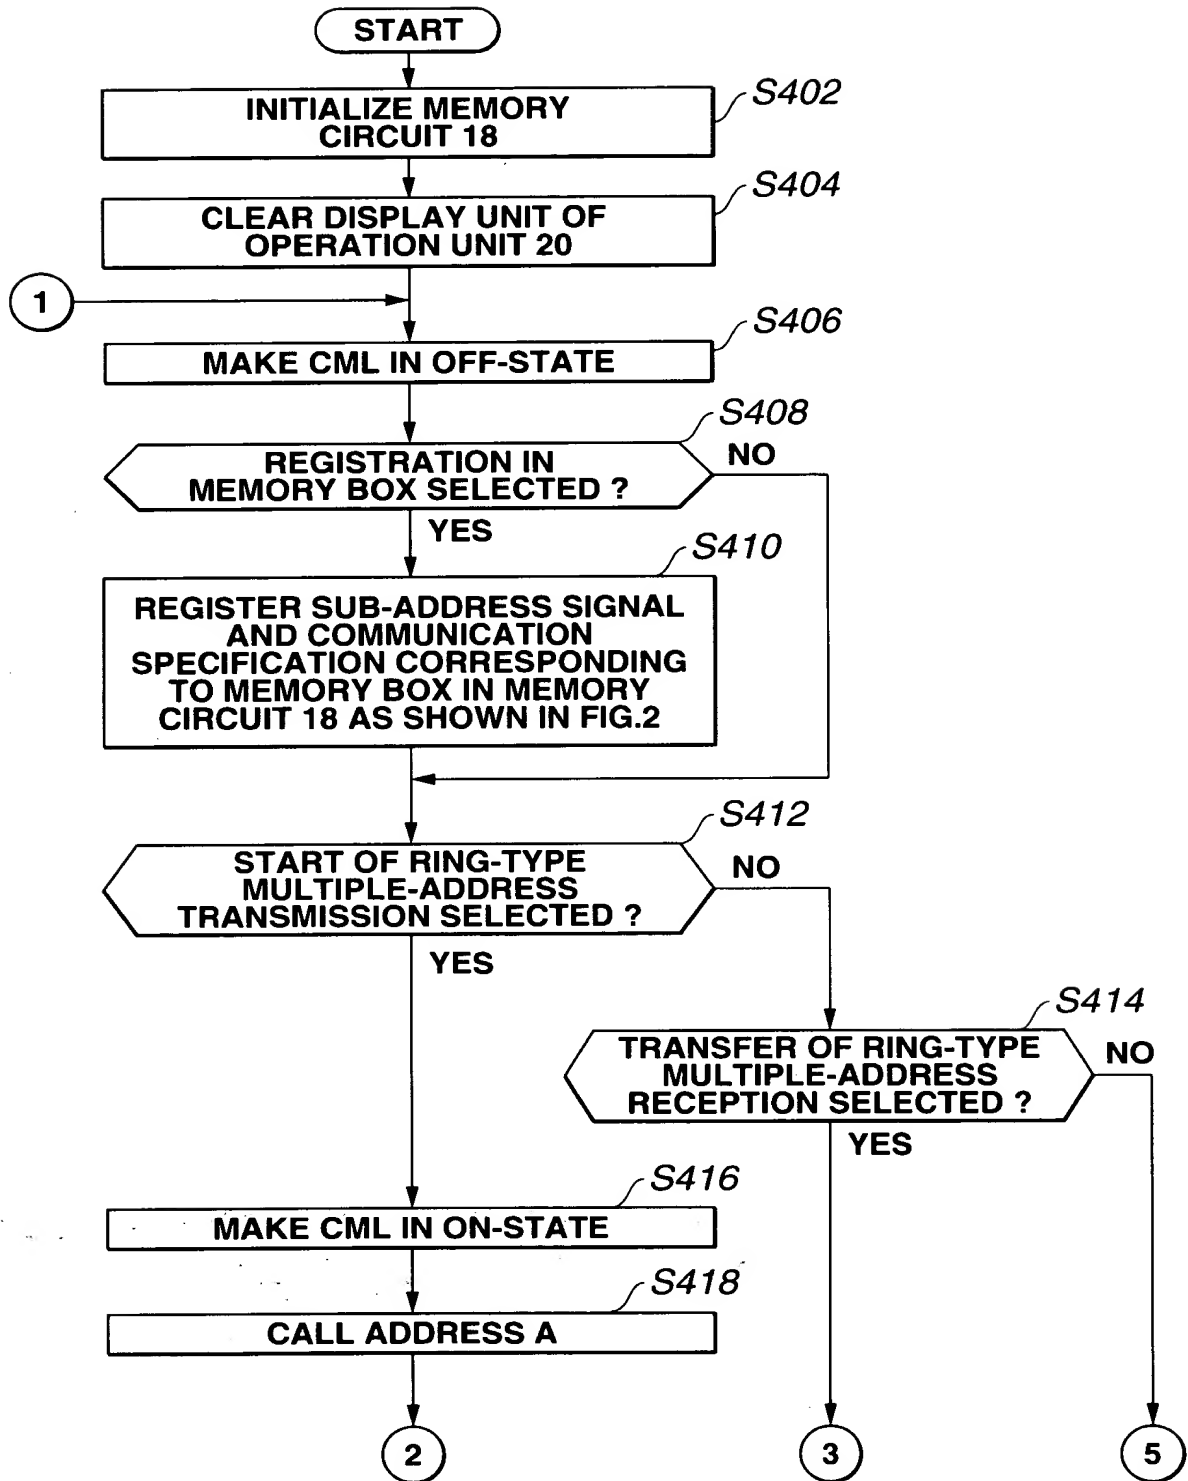 START
S402
INITIALIZE MEMORY
CIRCUIT 18
S404
CLEAR DISPLAY UNIT OF
OPERATION UNIT 20
1
S406
MAKE CML IN OFF-STATE
S408
REGISTRATION IN
MEMORY BOX SELECTED ?
NO
YES
S410
REGISTER SUB-ADDRESS SIGNAL
AND COMMUNICATION
SPECIFICATION CORRESPONDING
TO MEMORY BOX IN MEMORY
CIRCUIT 18 AS SHOWN IN FIG.2
S412
START OF RING-TYPE
MULTIPLE-ADDRESS
TRANSMISSION SELECTED ?
NO
YES
S414
TRANSFER OF RING-TYPE
MULTIPLE-ADDRESS
RECEPTION SELECTED ?
NO
YES
S416
MAKE CML IN ON-STATE
S418
CALL ADDRESS A
2
3
5